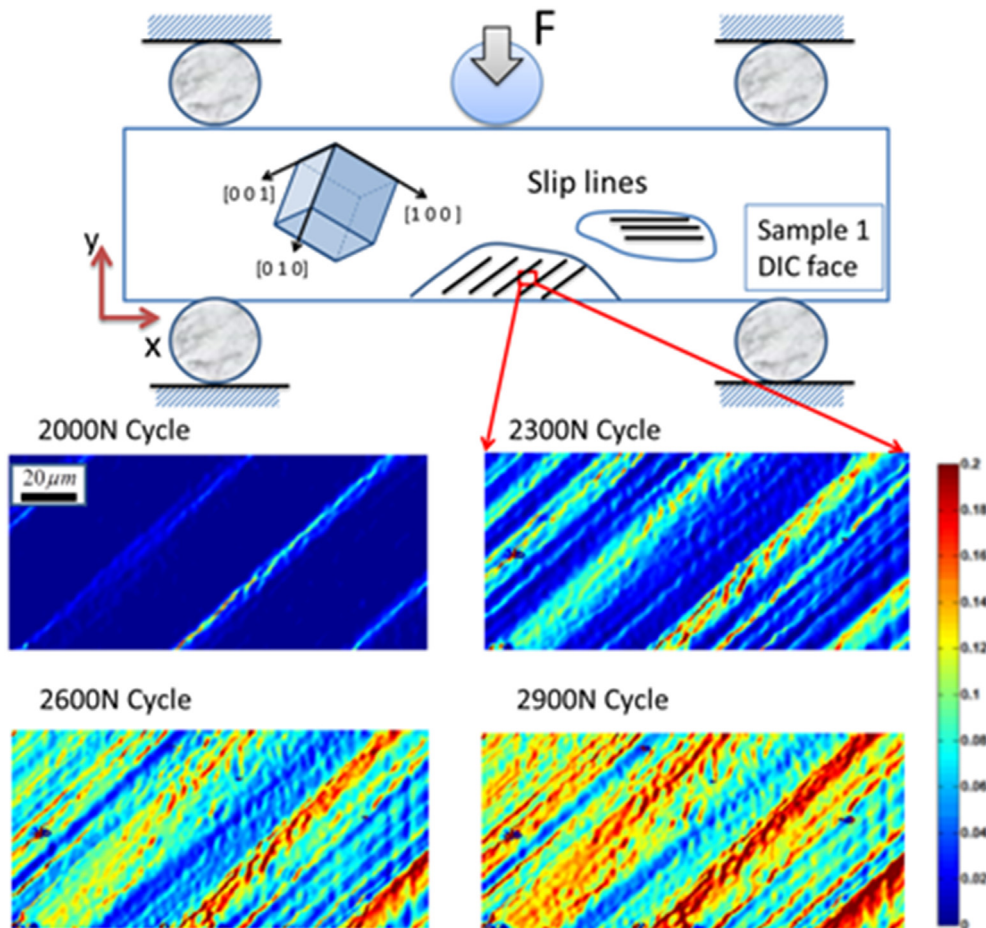 F
[0 0 1]
[1 0 0 ]
[0 1 0]
Slip lines
Sample 1
DIC face
y
x
2000N Cycle
2300N Cycle
20 μm
2600N Cycle
2900N Cycle
0.2
0.18
0.16
0.14
0.12
0.1
0.08
0.06
0.04
0.02
0